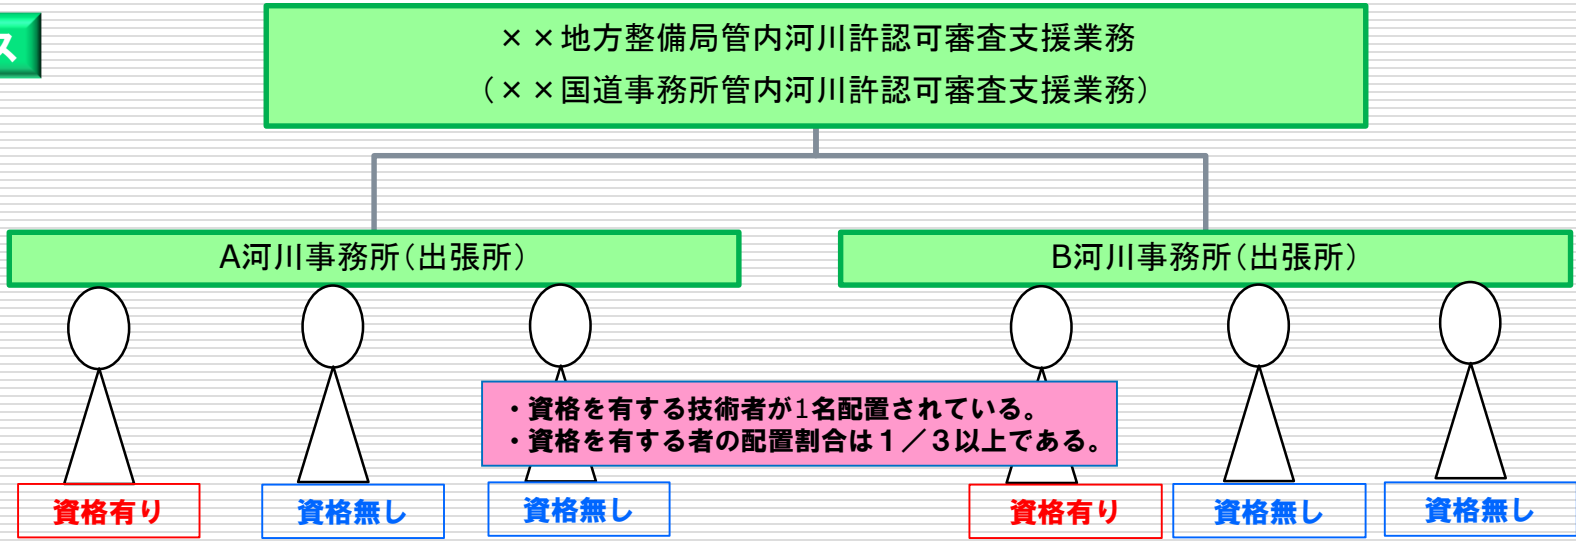 ス
××地方整備局管内河川許認可審査支援業務
（××国道事務所管内河川許認可審査支援業務）
A河川事務所（出張所）
B河川事務所（出張所）
・資格を有する技術者が1名配置されている。
・資格を有する者の配置割合は１／３以上である。
資格有り
資格無し
資格無し
資格有り
資格無し
資格無し